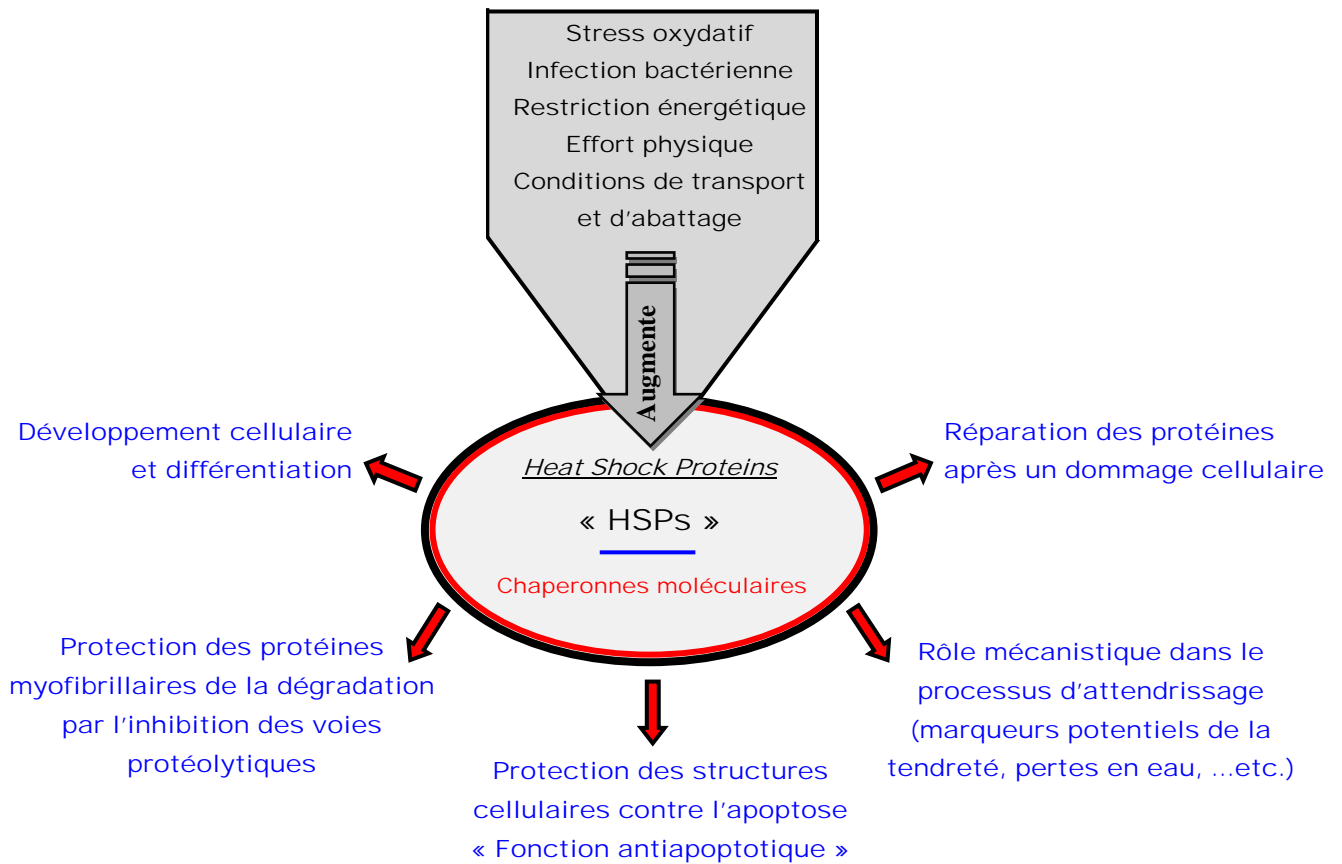 Stress oxydatif
Infection bactérienne
Restriction énergétique
Effort physique
Conditions de transport
et d'abattage
Augmente
Heat Shock Proteins
« HSPs »
Chaperonnes moléculaires
Développement cellulaire
et différentiation
Réparation des protéines
après un dommage cellulaire
Protection des protéines
myofibrillaires de la dégradation
par l'inhibition des voies
protéolytiques
Protection des structures
cellulaires contre l'apoptose
« Fonction antiapoptotique »
Rôle mécanistique dans le
processus d'attendrissage
(marqueurs potentiels de la
tendreté, pertes en eau, ...etc.)